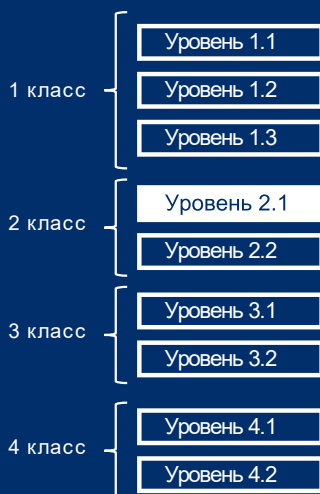 1 класс
Уровень 1.1
Уровень 1.2
Уровень 1.3
2 класс
Уровень 2.1
Уровень 2.2
3 класс
Уровень 3.1
Уровень 3.2
4 класс
Уровень 4.1
Уровень 4.2